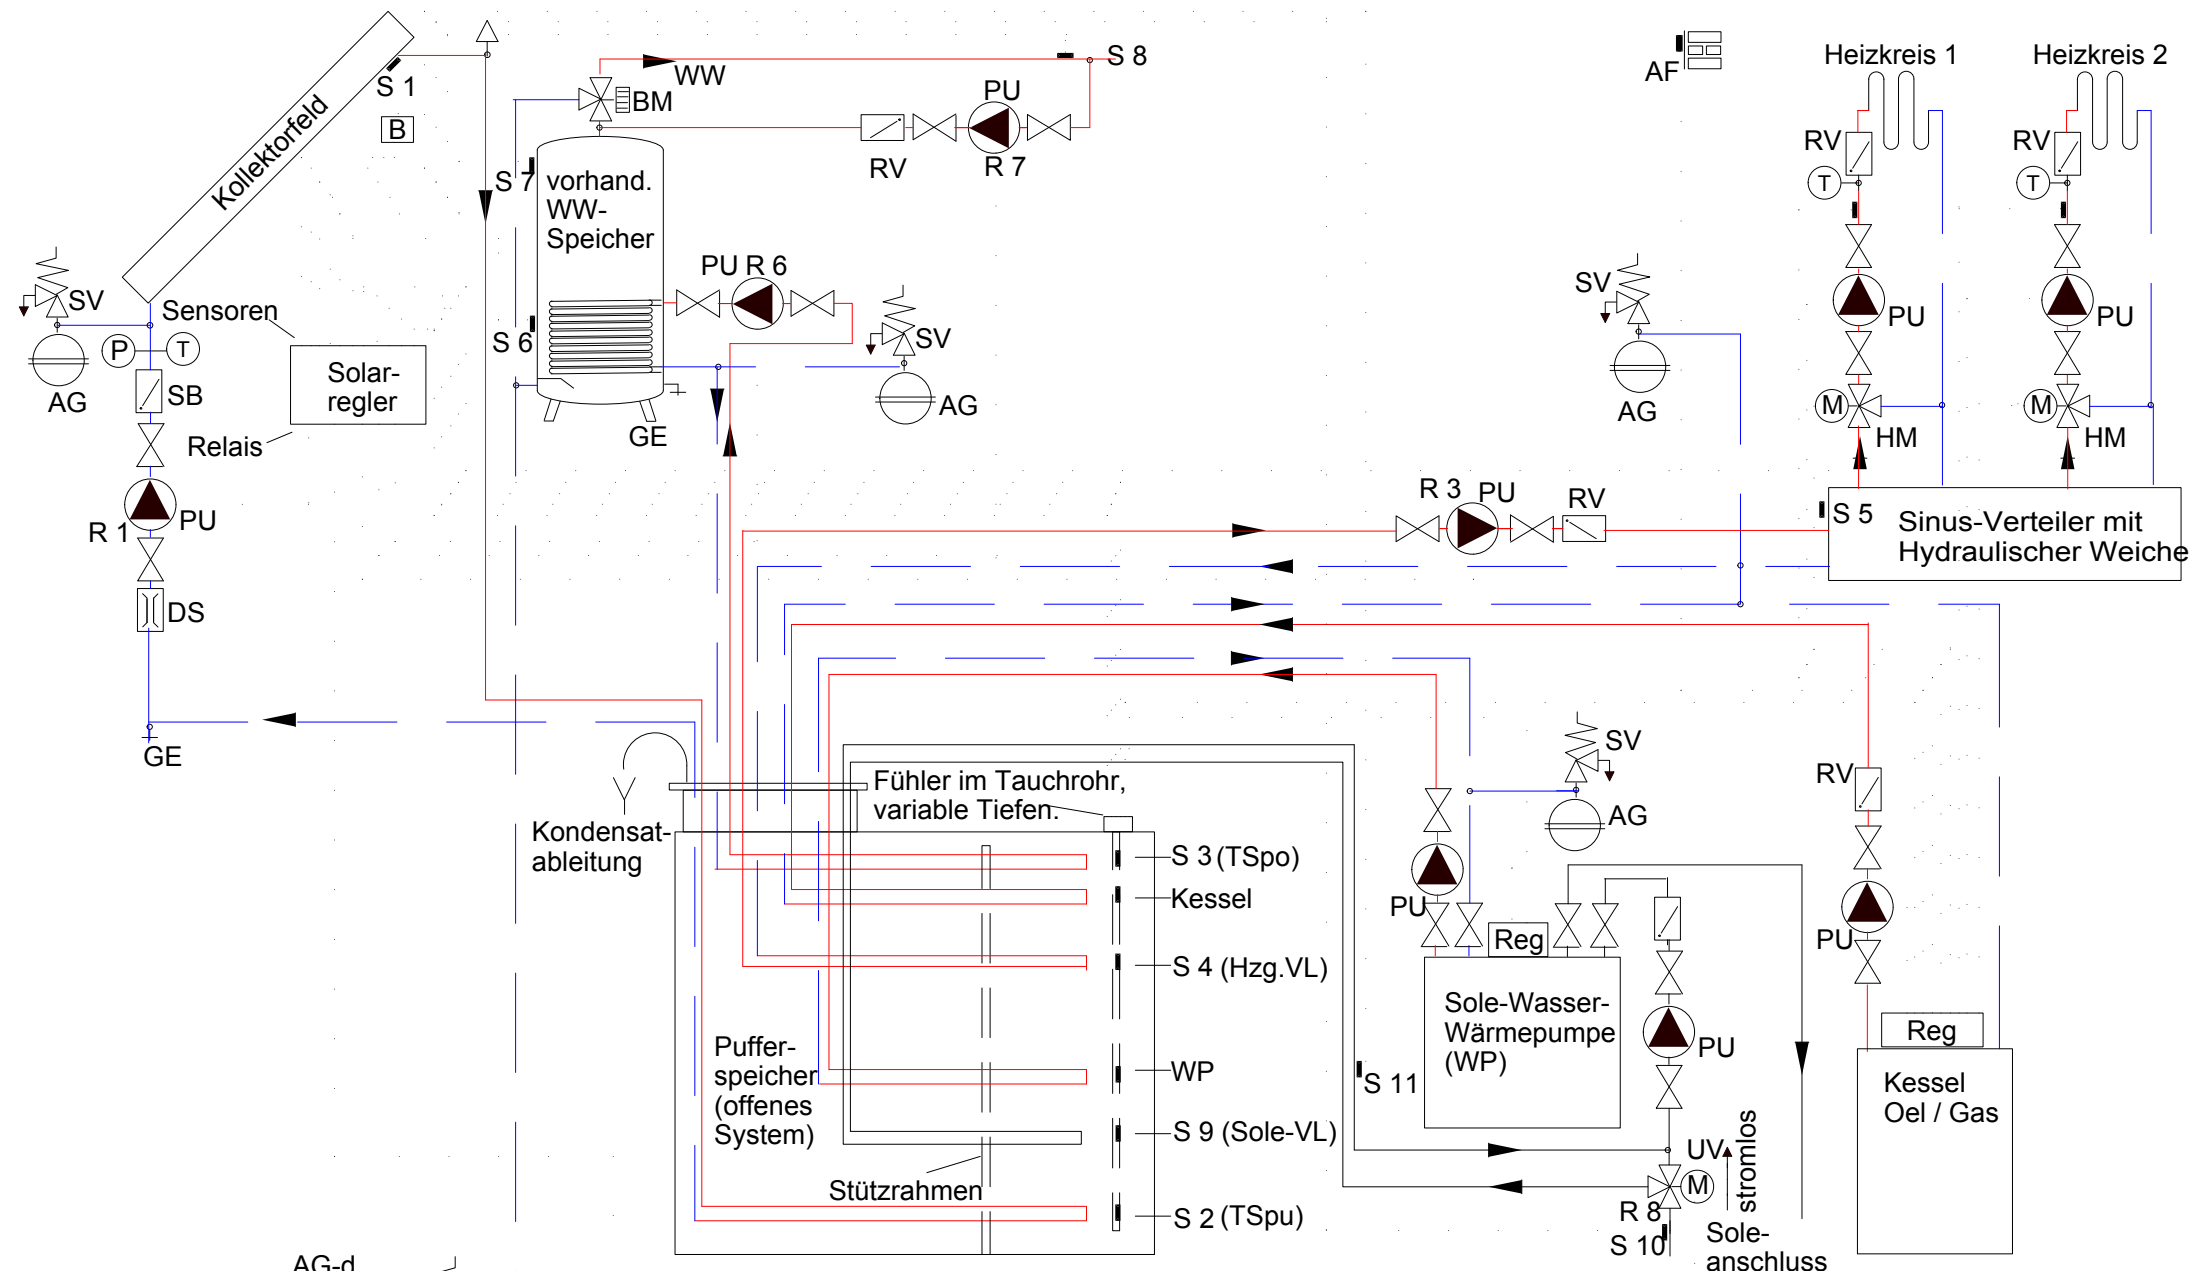 S 1
B
Kollektorfeld
WW
BM
S 8
PU
R 7
RV
S 7
vorhand.
WW-
Speicher
PU R 6
S 6
SV
AG
GE
SV
AG
P
T
SB
Sensoren
Solar-
regler
Relais
R 1
PU
DS
GE
AF
Heizkreis 1
Heizkreis 2
RV
RV
T
T
SV
AG
PU
PU
M
M
HM
HM
R 3
PU
RV
S 5
Sinus-Verteiler mit
Hydraulischer Weiche
Kondensat-
ableitung
Fühler im Tauchrohr,
variable Tiefen.
S 3 (TSpo)
Kessel
S 4 (Hzg.VL)
WP
S 9 (Sole-VL)
S 2 (TSpu)
Puffer-
speicher
(offenes
System)
Stützrahmen
SV
AG
PU
Reg
Sole-Wasser-
Wärmepumpe
(WP)
S 11
PU
UV
stromlos
M
R 8
S 10
Sole-
anschluss
RV
PU
Reg
Kessel
Oel / Gas
AG-d